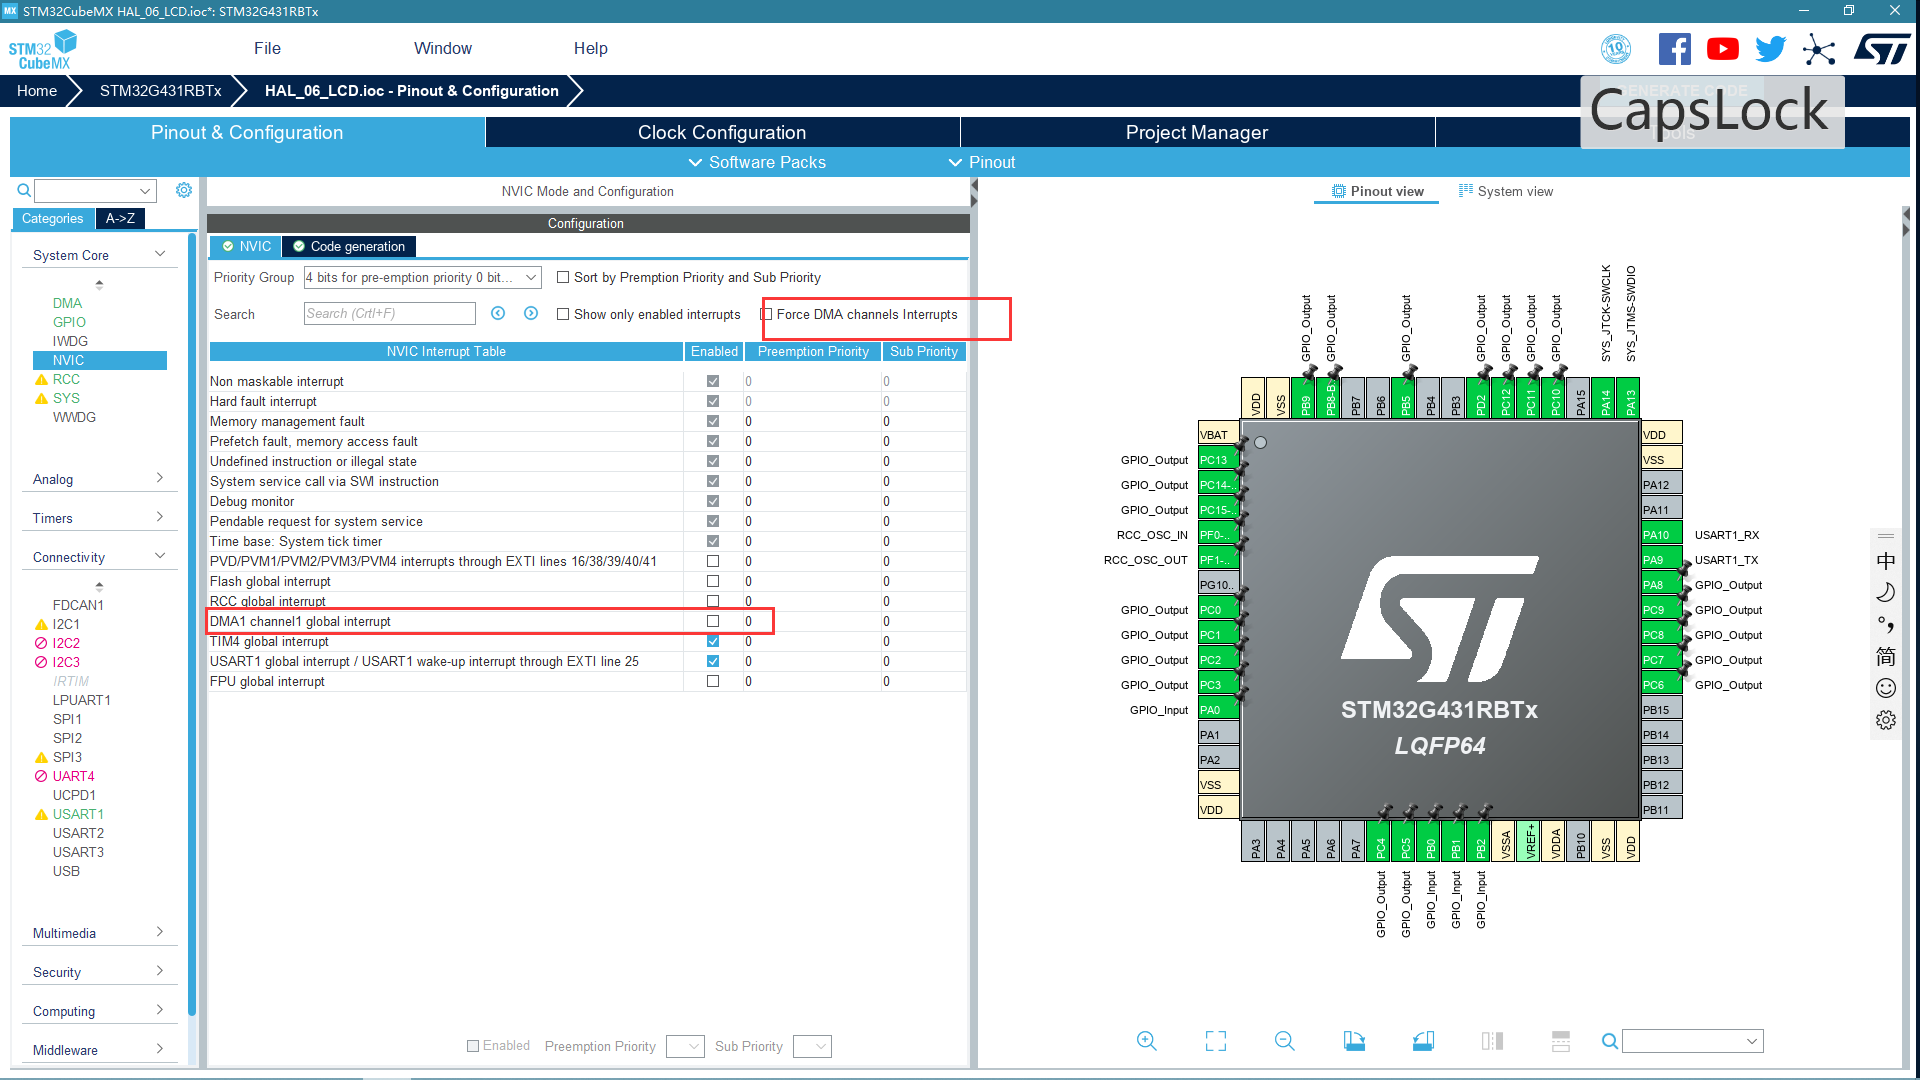 STM32CubeMX HAL_06_LCD.ioc*: STM32G431RBTx
STM32 CubeMX
File
Window
Help
Home
STM32G431RBTx
HAL_06_LCD.ioc - Pinout & Configuration
GENERATE CODE
CapsLock
Pinout & Configuration
Clock Configuration
Project Manager
Tools
Software Packs
Pinout
Categories
A->Z
System Core
DMA
GPIO
IWDG
NVIC
RCC
SYS
WWDG
Analog
Timers
Connectivity
FDCAN1
I2C1
I2C2
I2C3
IRTIM
LPUART1
SPI1
SPI2
SPI3
UART4
UCPD1
USART1
USART2
USART3
USB
Multimedia
Security
Computing
Middleware
NVIC Mode and Configuration
Configuration
NVIC
Code generation
Priority Group
4 bits for pre-emption priority 0 bit...
Sort by Premption Priority and Sub Priority
Search
Search (Crtl+F)
Show only enabled interrupts
Force DMA channels Interrupts
NVIC Interrupt Table Enabled Preemption Priority Sub Priority
Non maskable interrupt 0 0
Hard fault interrupt 0 0
Memory management fault 0 0
Prefetch fault, memory access fault 0 0
Undefined instruction or illegal state 0 0
System service call via SWI instruction 0 0
Debug monitor 0 0
Pendable request for system service 0 0
Time base: System tick timer 0 0
PVD/PVM1/PVM2/PVM3/PVM4 interrupts through EXTI lines 16/38/39/40/41 0 0
Flash global interrupt 0 0
RCC global interrupt 0 0
DMA1 channel1 global interrupt 0 0
TIM4 global interrupt 0 0
USART1 global interrupt / USART1 wake-up interrupt through EXTI line 25 0 0
FPU global interrupt 0 0
Enabled
Preemption Priority
Sub Priority
Pinout view
System view
GPIO_Output
GPIO_Output
GPIO_Output
GPIO_Output
GPIO_Output
GPIO_Output
GPIO_Output
SYS_JTCK-SWCLK
SYS_JTMS-SWDIO
VDD
VSS
PB9
PB8-B
PB7
PB6
PB5
PB4
PB3
PD2
PC12
PC11
PC10
PA15
PA14
PA13
VBAT
GPIO_Output PC13
GPIO_Output PC14-..
GPIO_Output PC15-..
RCC_OSC_IN PF0-..
RCC_OSC_OUT PF1-..
PG10..
GPIO_Output PC0
GPIO_Output PC1
GPIO_Output PC2
GPIO_Output PC3
GPIO_Input PA0
PA1
PA2
VSS
VDD
STM32G431RBTx
LQFP64
VDD
VSS
PA12
PA11
PA10 USART1_RX
PA9 USART1_TX
PA8 GPIO_Output
PC9 GPIO_Output
PC8 GPIO_Output
PC7 GPIO_Output
PC6 GPIO_Output
PB15
PB14
PB13
PB12
PB11
PA3
PA4
PA5
PA6
PA7
PC4
PC5
PB0
PB1
PB2
VSSA
VREF+
VDDA
PB10
VSS
VDD
GPIO_Output
GPIO_Output
GPIO_Input
GPIO_Input
GPIO_Input
中
简